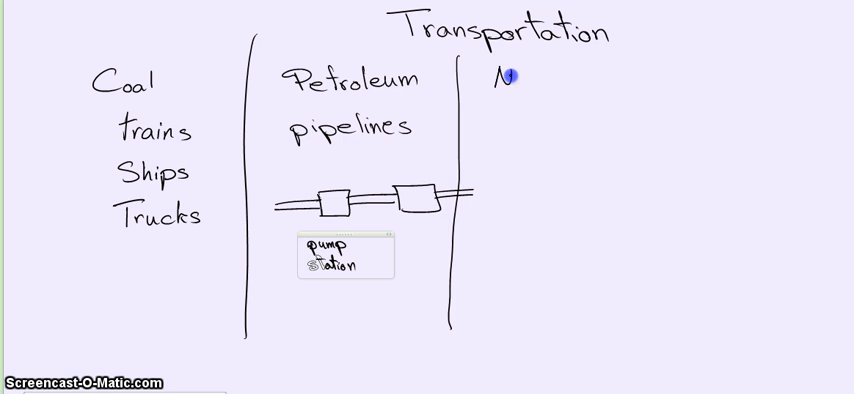 Transportation
Coal
trains
Ships
Trucks
Petroleum
pipelines
pump
station
N
Screencast-O-Matic.com